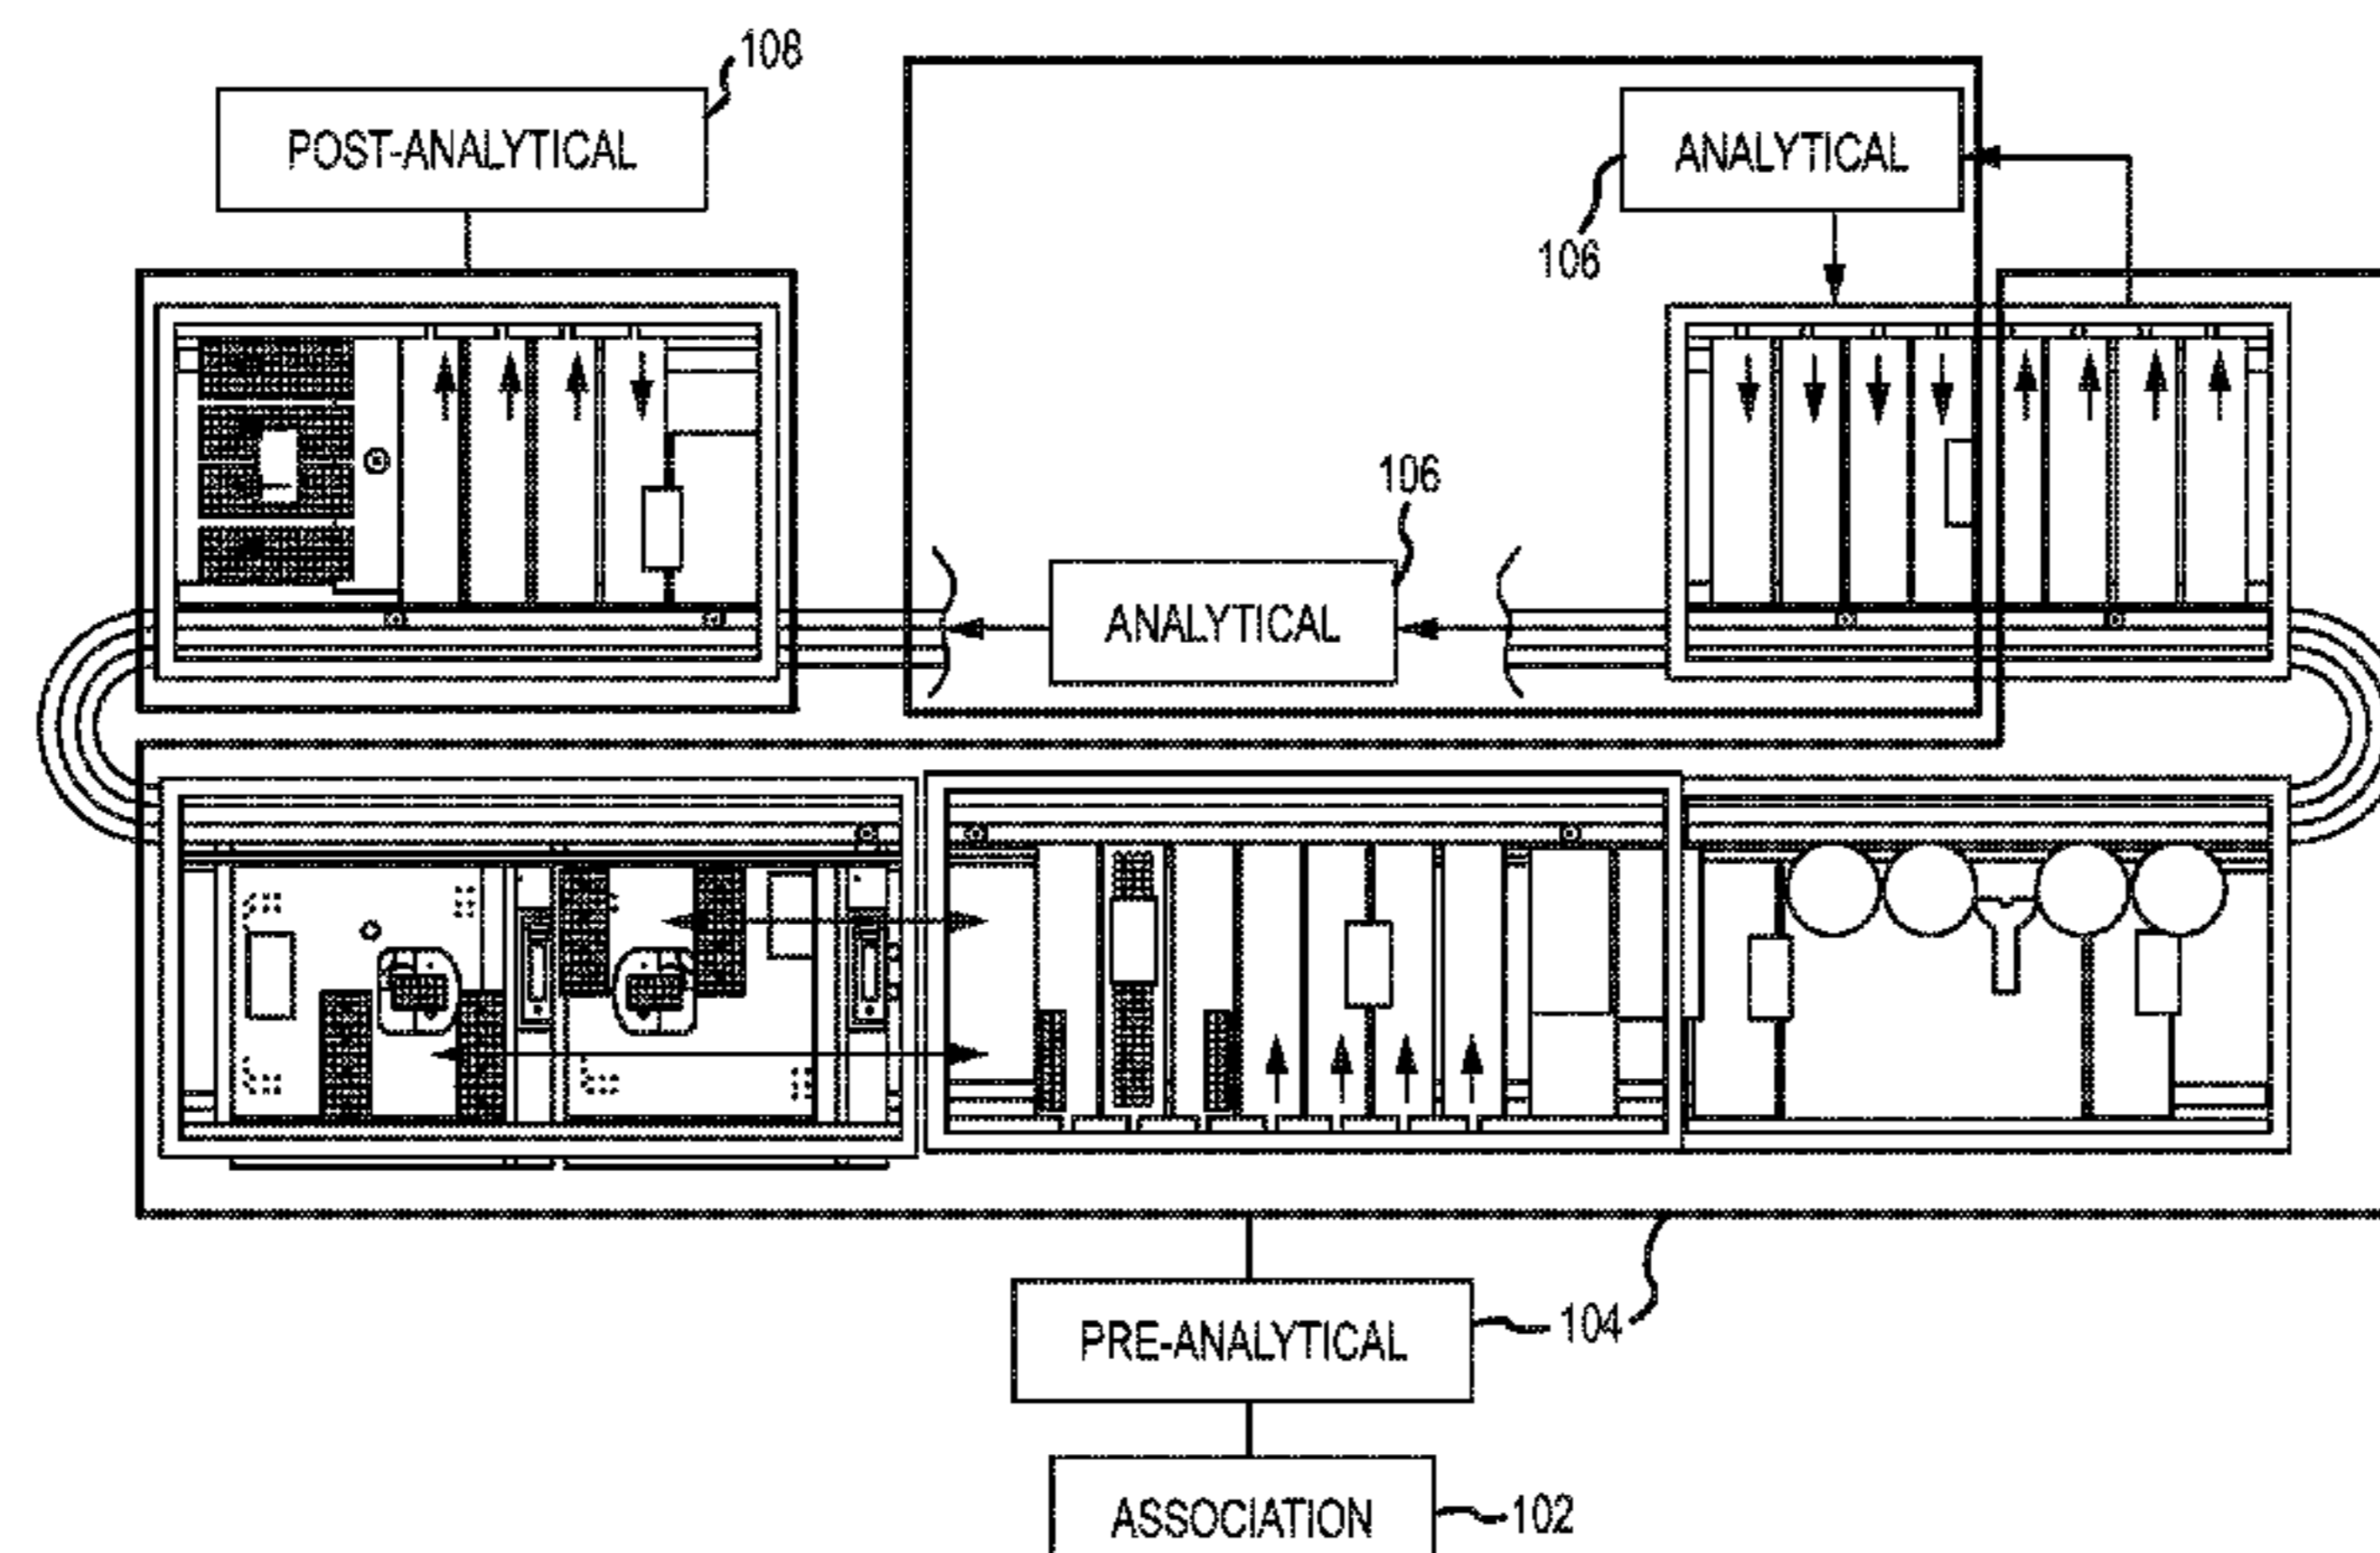 108
POST-ANALYTICAL
ANALYTICAL
106
106
ANALYTICAL
104
PRE-ANALYTICAL
ASSOCIATION
102